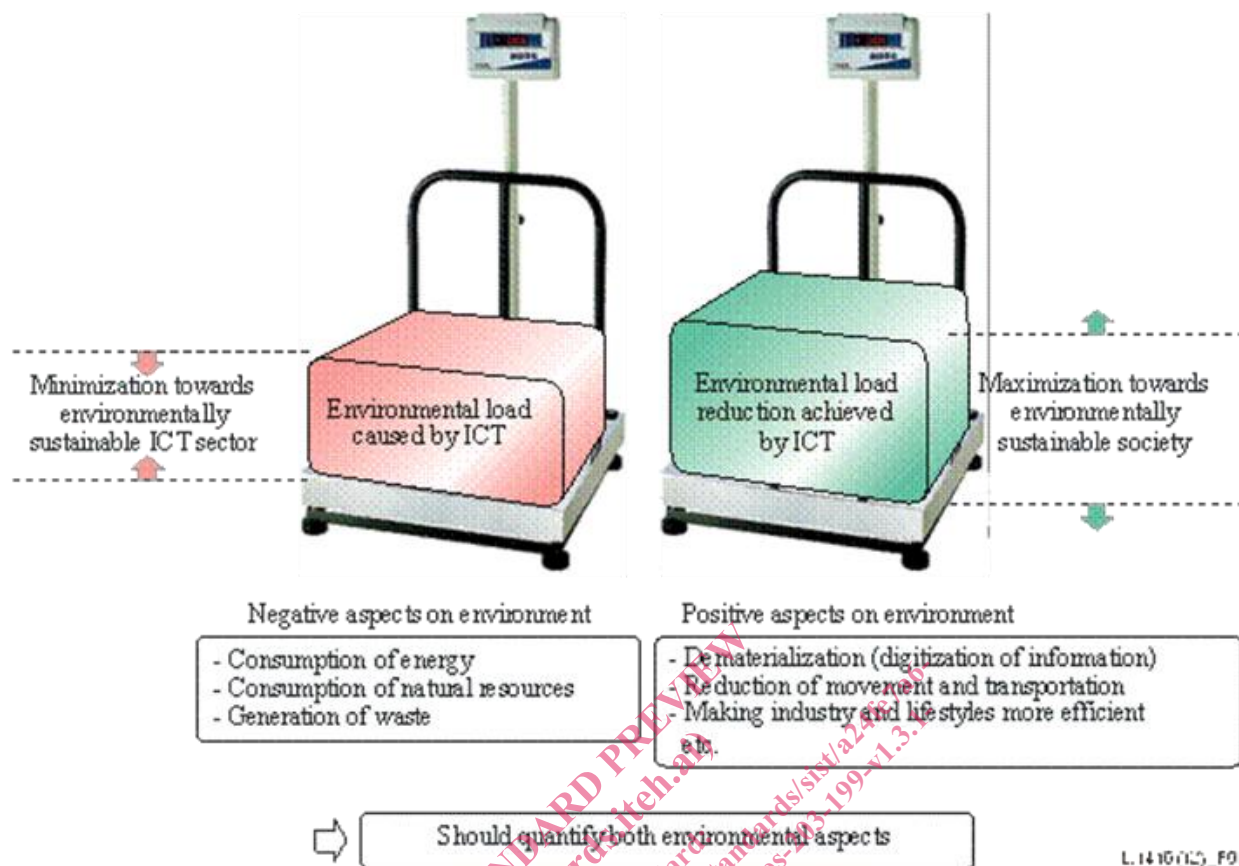 Minimization towards
environmentally
sustainable ICT sector
Environmental load
caused by ICT
Environmental load
reduction achieved
by ICT
Maximization towards
environmentally
sustainable society
Negative aspects on environment
- Consumption of energy
- Consumption of natural resources
- Generation of waste
Positive aspects on environment
- Dematerialization (digitization of information)
- Reduction of movement and transportation
- Making industry and lifestyles more efficient
etc.
Should quantify both environmental aspects